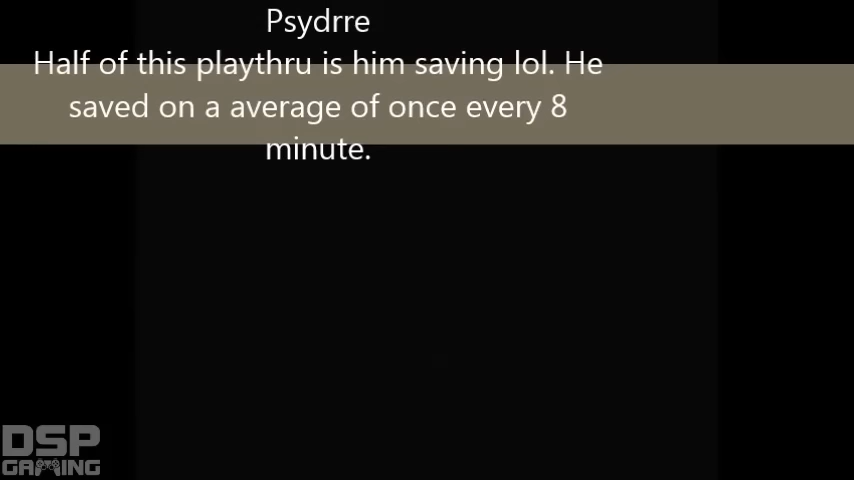 Psydrre
Half of this playthru is him saving lol. He
saved on a average of once every 8
minute.
DSP
GAMING